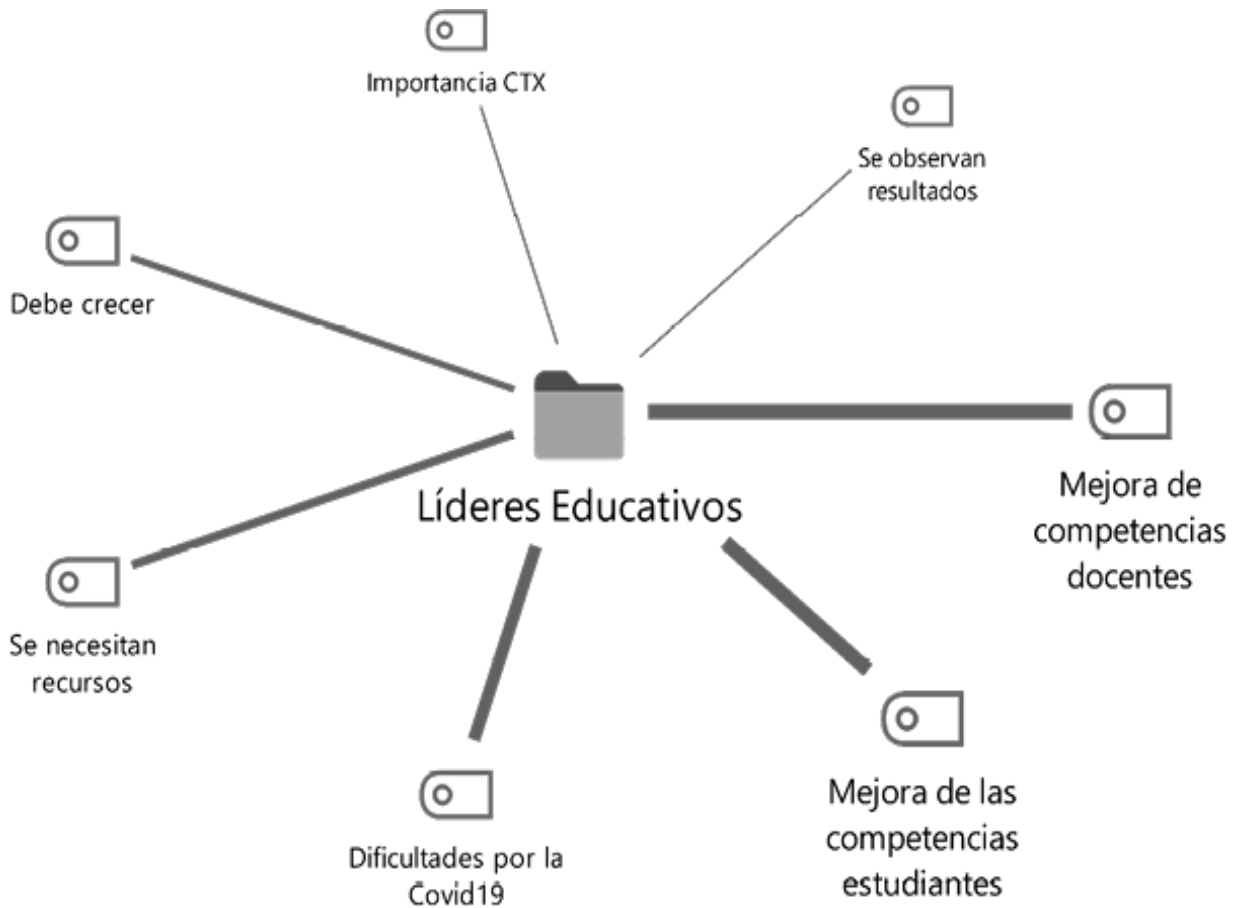 Importancia CTX
Se observan
resultados
Debe crecer
Líderes Educativos
Mejora de
competencias
docentes
Se necesitan
recursos
Mejora de las
competencias
estudiantes
Dificultades por la
Covid19